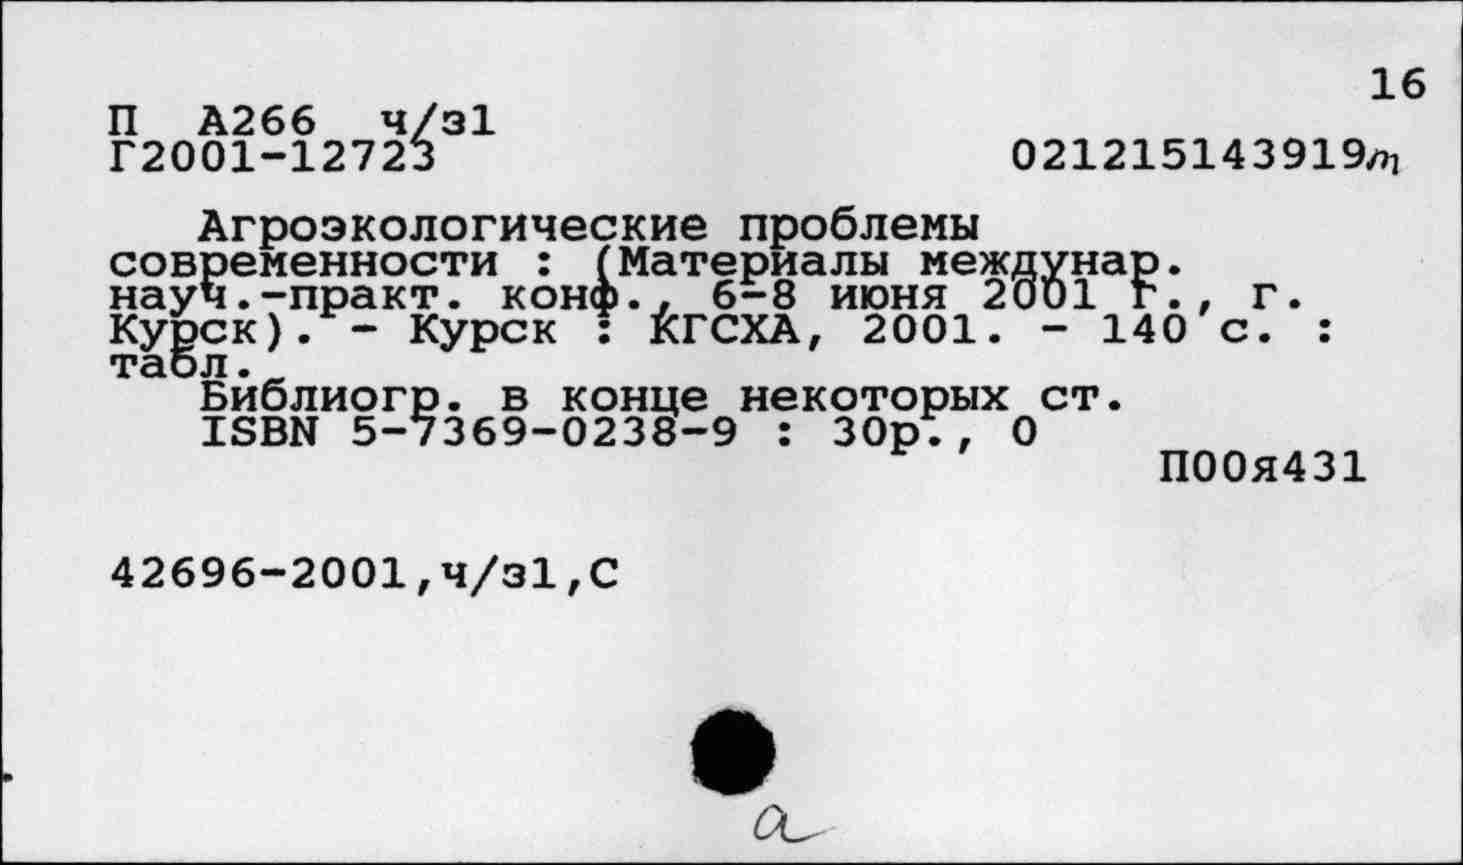 16
П А266 ч/з1
Г2001-12723 021215143919т
Агроэкологические проблемы
современности : (Материалы междунар.
науч.-практ. конф., 6-8 июня 2001 г., г.
Курск). - Курск : КГСХА, 2001. - 140 с. :
табл.
Библиогр. в конце некоторых ст.
ISBN 5-7369-0238-9 : 30р., 0
П00я431
42696-2001,ч/з1,С
а